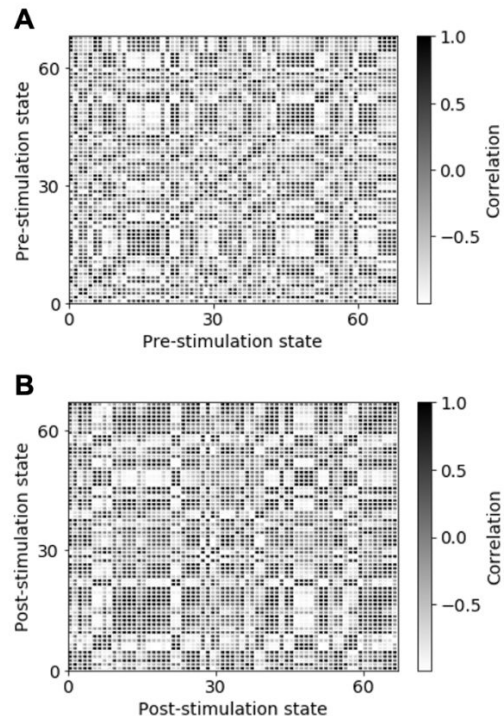 A
Pre-stimulation state
60
30
0
0 30 60
Pre-stimulation state
1.0
0.5
0.0
−0.5
Correlation
B
Post-stimulation state
60
30
0
0 30 60
Post-stimulation state
1.0
0.5
0.0
−0.5
Correlation